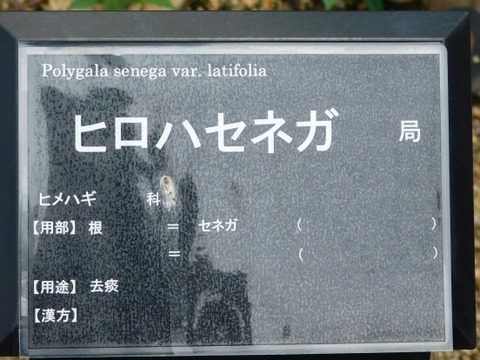 Polygala senega var. latifolia
ヒロハセネガ 局
ヒメハギ 科
【用部】 根 ＝ セネガ （ ）
＝ （ ）
【用途】 去痰
【漢方】